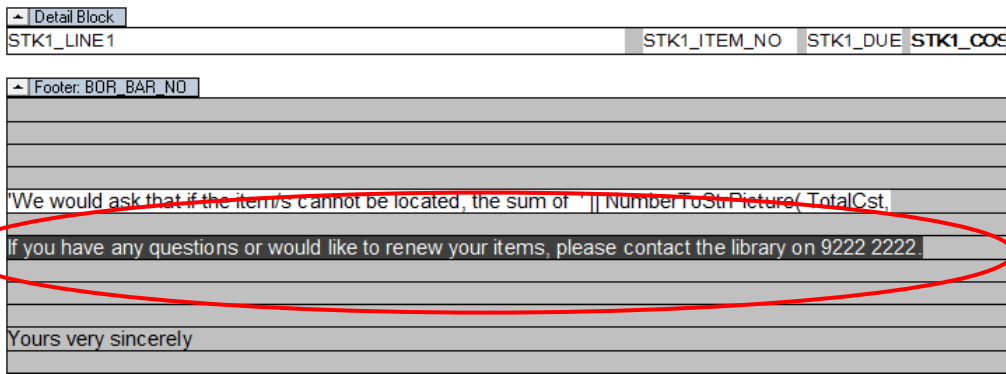 Detail Block
STK1_LINE1 STK1_ITEM_NO STK1_DUE STK1_COS
Footer: BOR_BAR_NO
'We would ask that if the item/s cannot be located, the sum of ' || NumberToStrPicture( TotalCst,
If you have any questions or would like to renew your items, please contact the library on 9222 2222.
Yours very sincerely